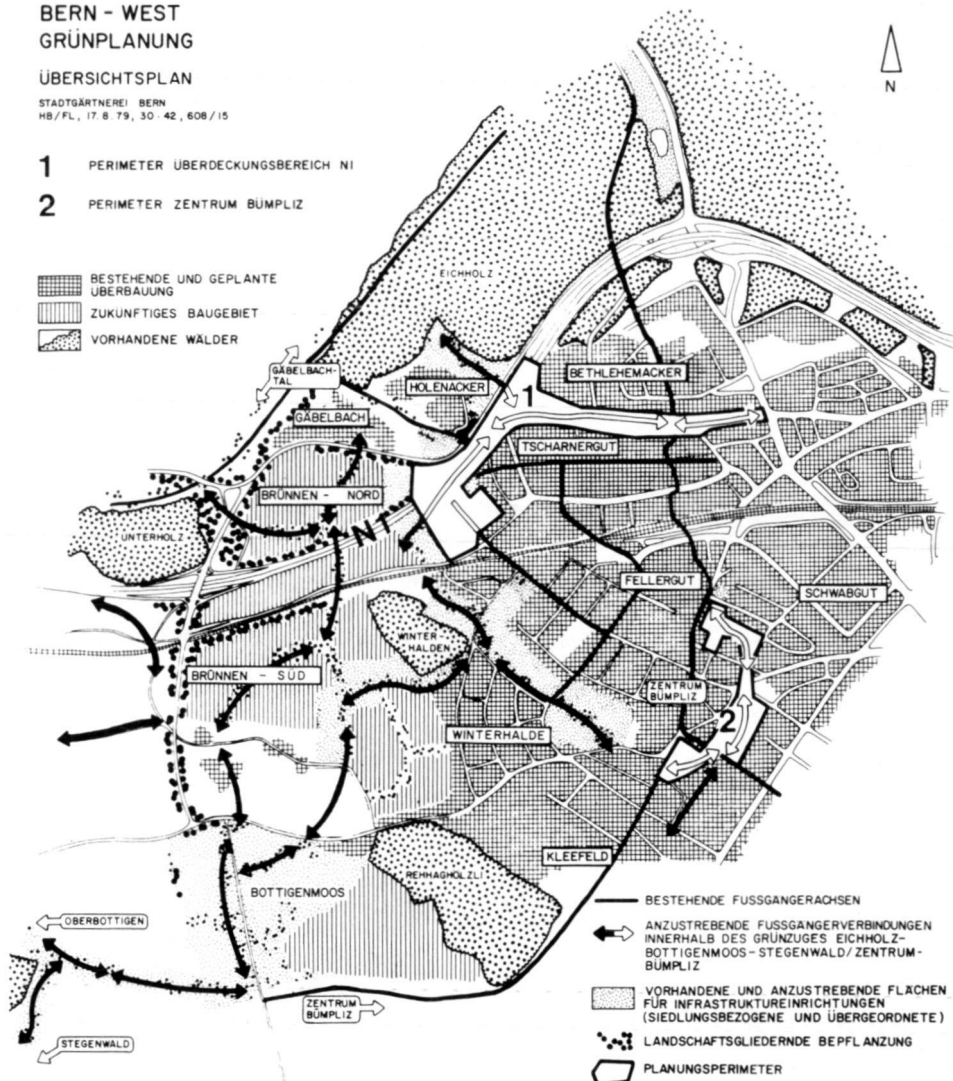 BERN - WEST
GRÜNPLANUNG
ÜBERSICHTSPLAN
STADTGÄRTNEREI BERN
HB/FL, 17. 8. 79, 30 - 42, 608/15
1 PERIMETER ÜBERDECKUNGSBEREICH N1
2 PERIMETER ZENTRUM BÜMPLIZ
BESTEHENDE UND GEPLANTE
ÜBERBAUUNG
ZUKÜNFTIGES BAUGEBIET
VORHANDENE WÄLDER
N
EICHHOLZ
GÄBELBACH-
TAL
HOLENACKER
BETHLEHEMACKER
1
GÄBELBACH
TSCHARNERGUT
BRÜNNEN - NORD
N1
UNTERHOLZ
FELLERGUT
SCHWABGUT
WINTER
HALDEN
BRÜNNEN - SÜD
ZENTRUM
BÜMPLIZ
2
WINTERHALDE
KLEEFELD
REHHAGHÖLZLI
BOTTIGENMOOS
OBERBOTTIGEN
ZENTRUM
BÜMPLIZ
STEGENWALD
BESTEHENDE FUSSGÄNGERACHSEN
ANZUSTREBENDE FUSSGÄNGERVERBINDUNGEN
INNERHALB DES GRÜNZUGES EICHHOLZ-
BOTTIGENMOOS-STEGENWALD/ZENTRUM-
BÜMPLIZ
VORHANDENE UND ANZUSTREBENDE FLÄCHEN
FÜR INFRASTRUKTUREINRICHTUNGEN
(SIEDLUNGSBEZOGENE UND ÜBERGEORDNETE)
LANDSCHAFTSGLIEDERNDE BEPFLANZUNG
PLANUNGSPERIMETER